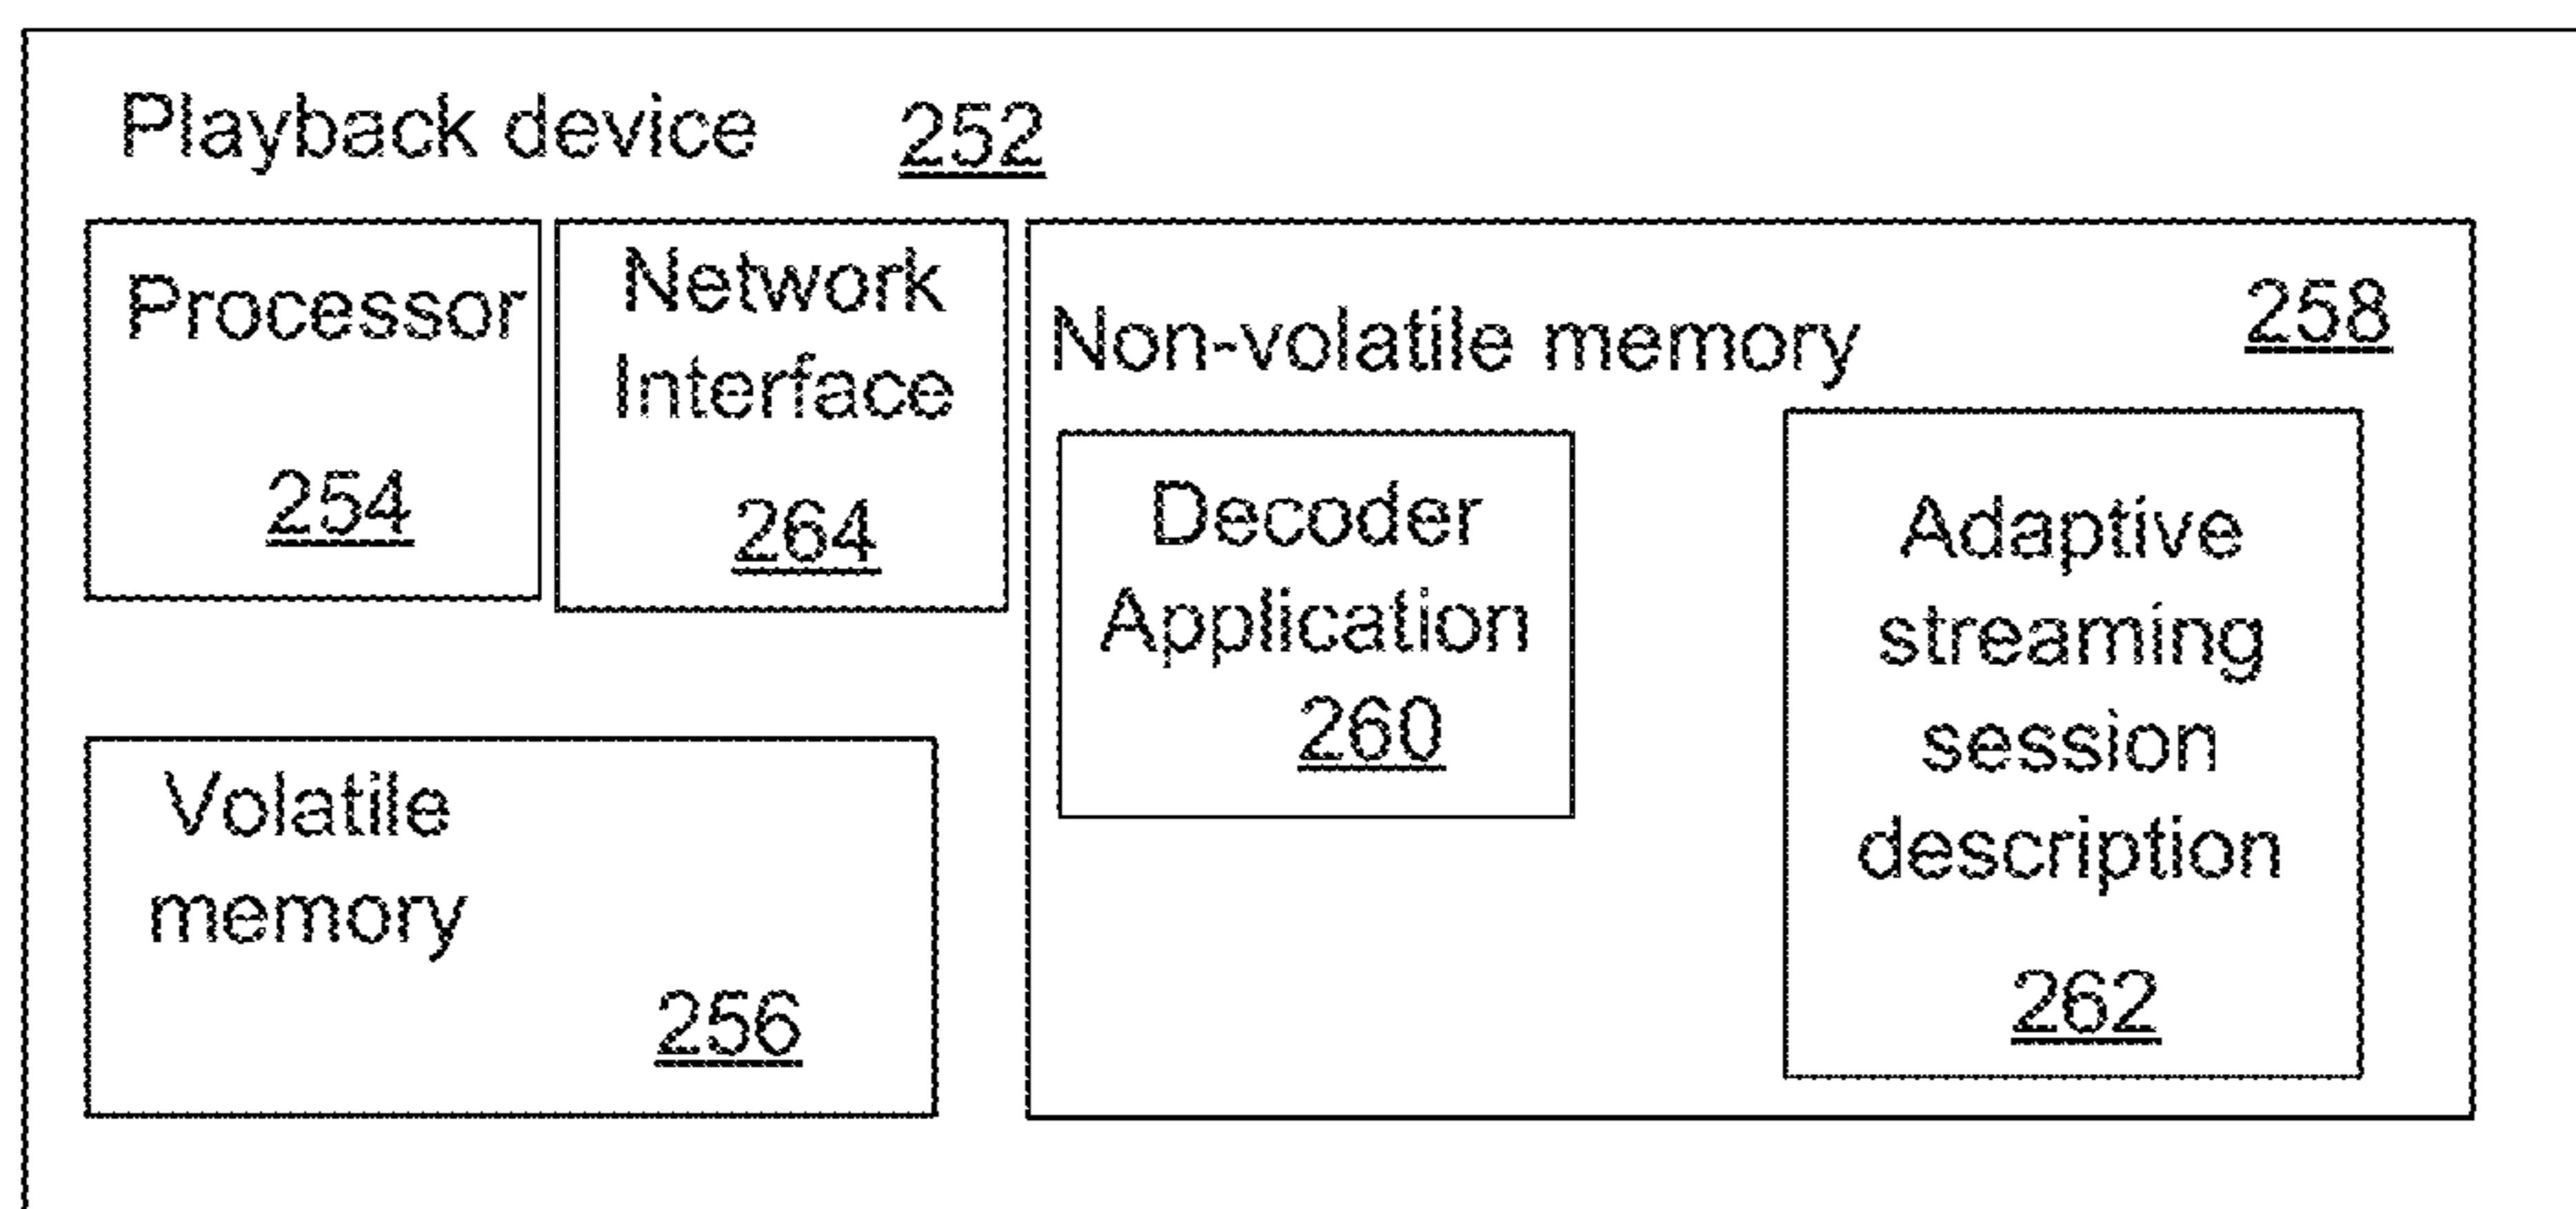 Playback device 252
Processor
254
Network
Interface
264
Non-volatile memory 258
Decoder
Application
260
Adaptive
streaming
session
description
262
Volatile
memory
256